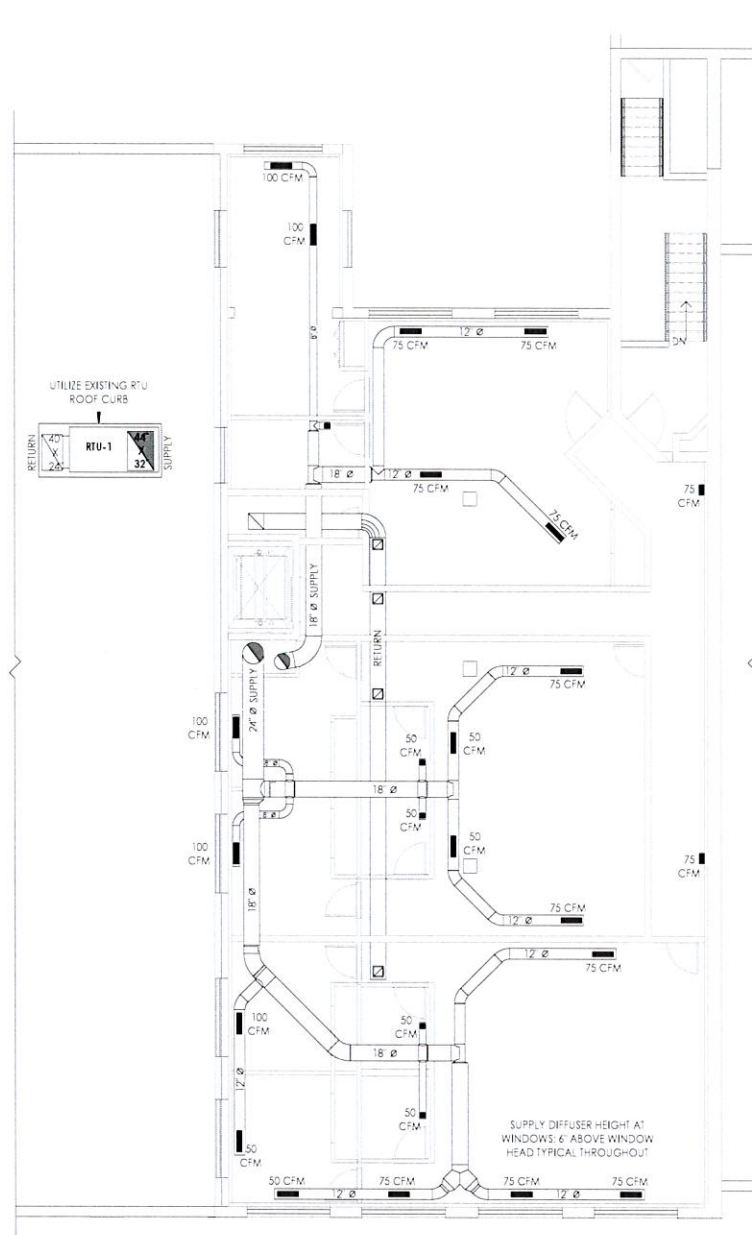 100 CFM
100
CFM
8" Ø
12" Ø
75 CFM
75 CFM
DN
UTILIZE EXISTING RTU
ROOF CURB
RETURN
40"
X
24"
RTU-1
44"
X
32"
SUPPLY
18" Ø
12" Ø
75 CFM
75 CFM
75
CFM
18" Ø SUPPLY
RETURN
24" Ø SUPPLY
12" Ø
75 CFM
100
CFM
50
CFM
50
CFM
8" Ø
18" Ø
8" Ø
50
CFM
50
CFM
100
CFM
75
CFM
18" Ø
75 CFM
12" Ø
12" Ø
75 CFM
100
CFM
50
CFM
18" Ø
12" Ø
50
CFM
50
CFM
SUPPLY DIFFUSER HEIGHT AT
WINDOWS: 6" ABOVE WINDOW
HEAD TYPICAL THROUGHOUT
50 CFM
75 CFM
75 CFM
75 CFM
12" Ø
12" Ø